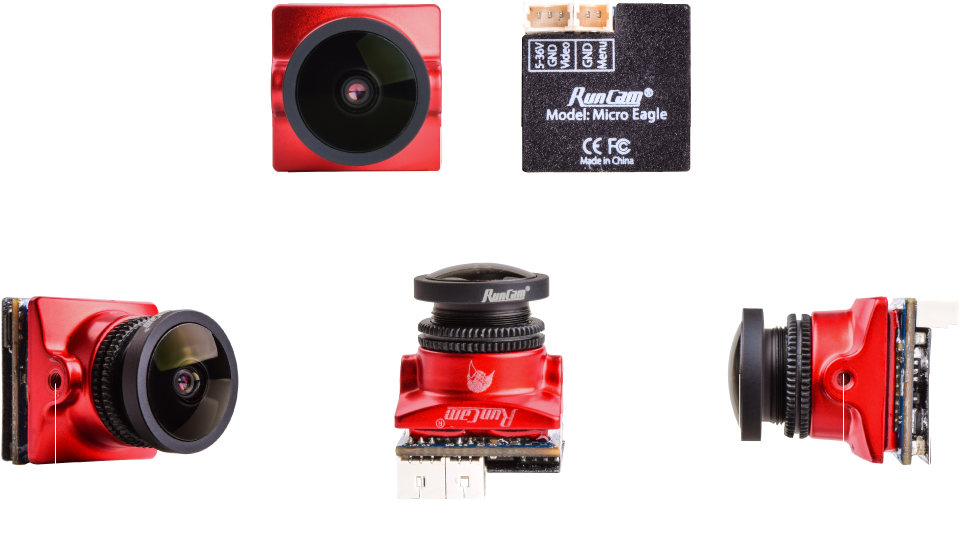 5-36V
GND
Video
GND
Menu
RunCam®
Model: Micro Eagle
CE FC
Made in China
RunCam®
RunCam®